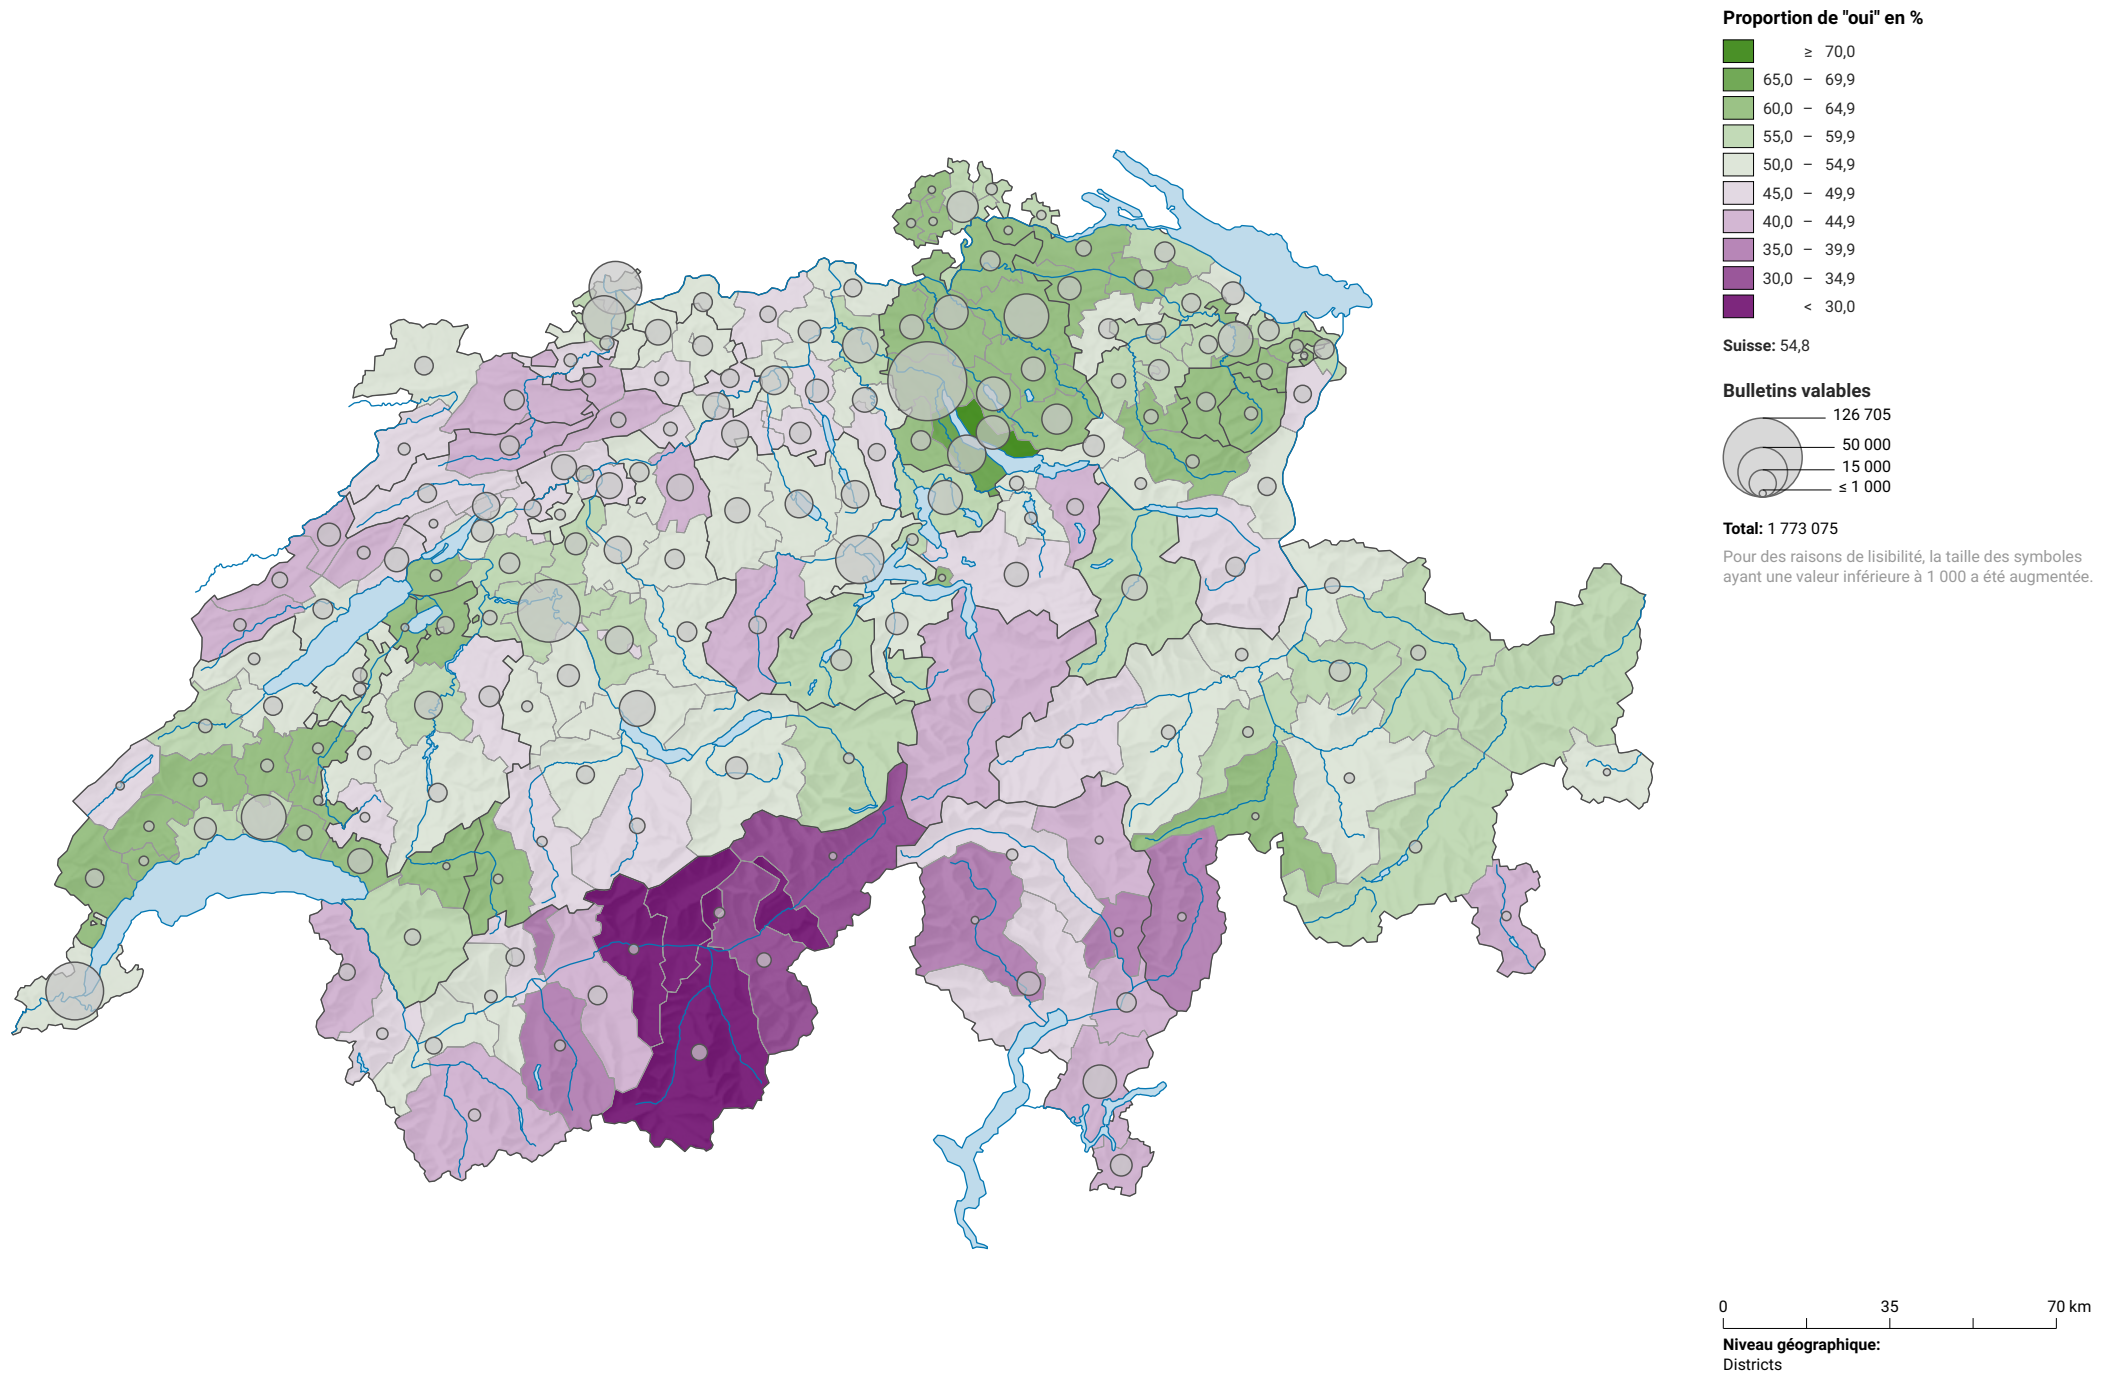 Proportion de "oui" en %
≥ 70,0
65,0 – 69,9
60,0 – 64,9
55,0 – 59,9
50,0 – 54,9
45,0 – 49,9
40,0 – 44,9
35,0 – 39,9
30,0 – 34,9
< 30,0
Suisse: 54,8
Bulletins valables
126 705
50 000
15 000
≤ 1 000
Total: 1 773 075
Pour des raisons de lisibilité, la taille des symboles
ayant une valeur inférieure à 1 000 a été augmentée.
0 35 70 km
Niveau géographique:
Districts